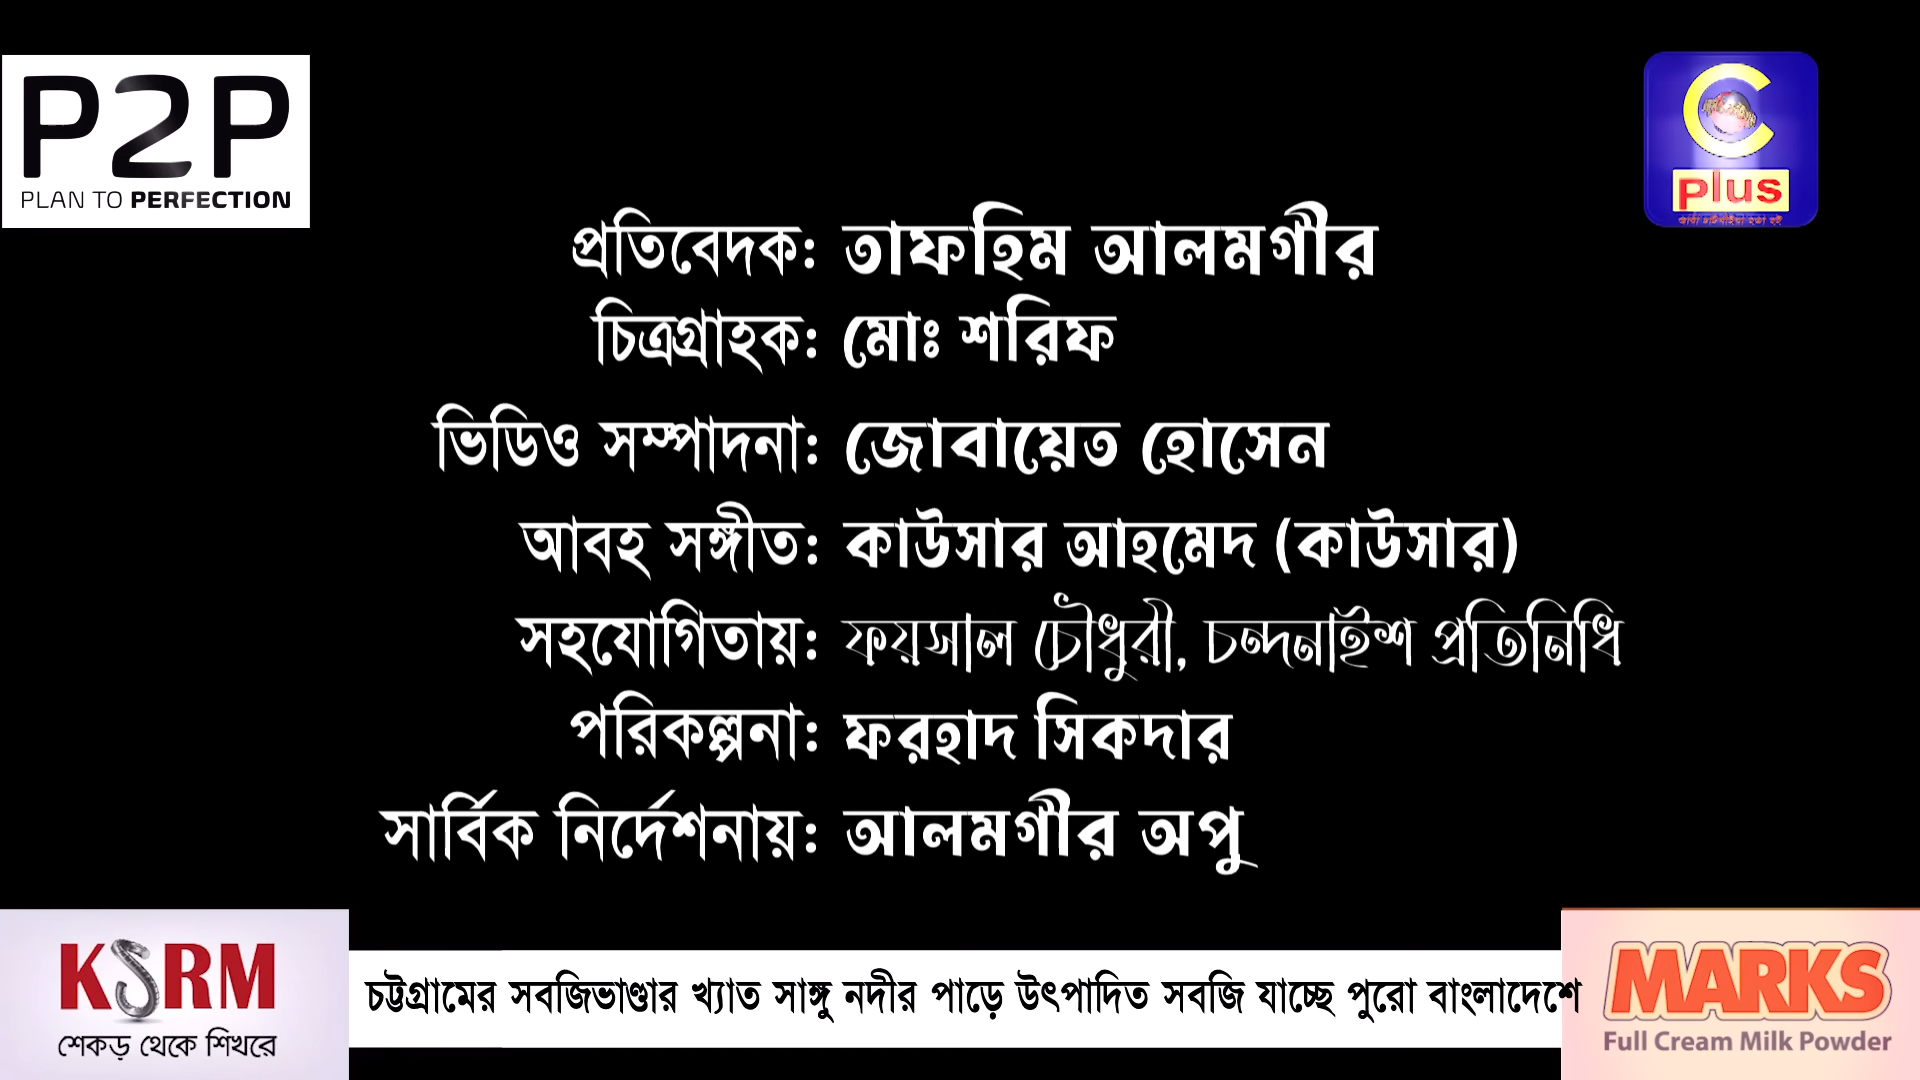 P2P
PLAN TO PERFECTION
C
plus
প্রতিবেদক: তাফহিম আলমগীর
চিত্রগ্রাহক: মোঃ শরিফ
ভিডিও সম্পাদনা: জোবায়েত হোসেন
আবহ সঙ্গীত: কাউসার আহমেদ (কাউসার)
সহযোগিতায়: ফয়সাল চৌধুরী, চন্দনাইশ প্রতিনিধি
পরিকল্পনা: ফরহাদ সিকদার
সার্বিক নির্দেশনায়: আলমগীর অপু
KSRM
শেকড় থেকে শিখরে
চট্টগ্রামের সবজিভাণ্ডার খ্যাত সাঙ্গু নদীর পাড়ে উৎপাদিত সবজি যাচ্ছে পুরো বাংলাদেশে
MARKS
Full Cream Milk Powder